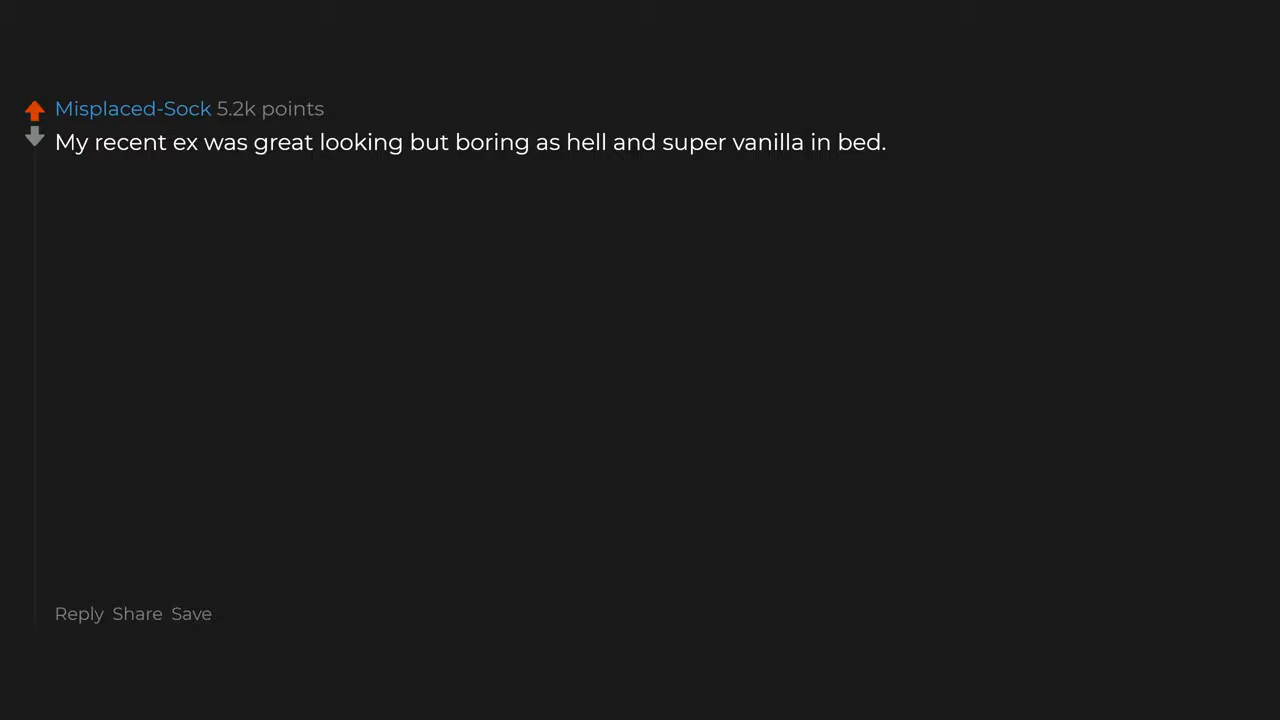 Misplaced-Sock 5.2k points
My recent ex was great looking but boring as hell and super vanilla in bed.
Reply Share Save